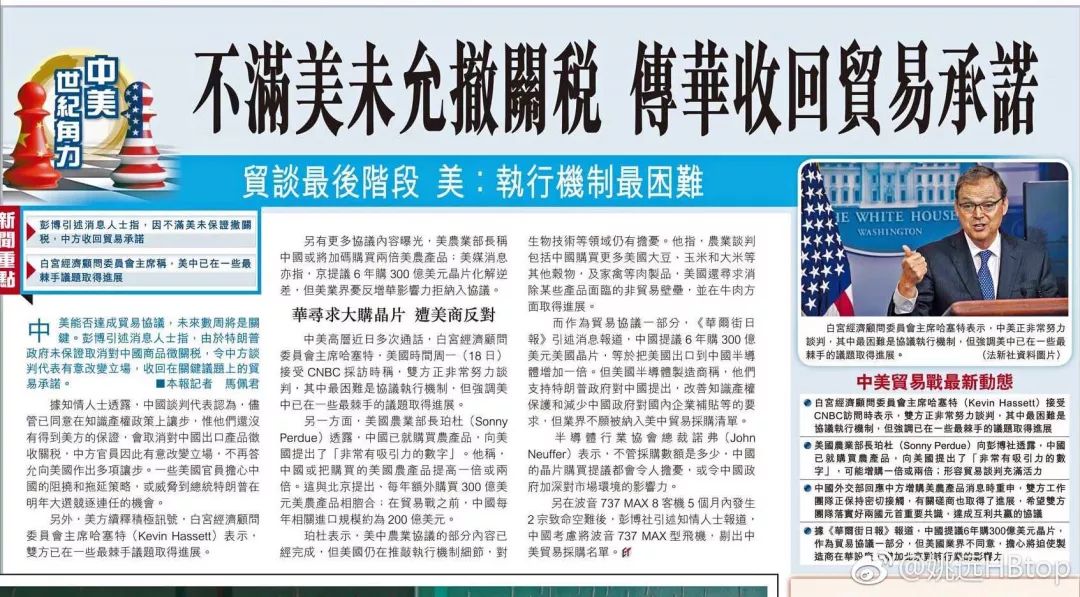 中美
世紀角力
不滿美未允撤關稅 傳華收回貿易承諾
貿談最後階段 美：執行機制最困難
新聞重點
彭博引述消息人士指，因不滿美未保證撤關
稅，中方收回貿易承諾
白宮經濟顧問委員會主席稱，美中已在一些最
棘手議題取得進展
中美能否達成貿易協議，未來數周將是關
鍵。彭博引述消息人士指，由於特朗普
政府未保證取消對中國商品徵關稅，令中方談
判代表有意改變立場，收回在關鍵議題上的貿
易承諾。 ■本報記者 馬佩君
據知情人士透露，中國談判代表認為，儘
管已同意在知識產權政策上讓步，惟他們還沒
有得到美方的保證，會取消對中國出口產品徵
收關稅，中方官員因此有意改變立場，不再答
允向美國作出多項讓步。一些美國官員擔心中
國的阻撓和拖延策略，或威脅到總統特朗普在
明年大選競逐連任的機會。
另外，美方續釋積極訊號，白宮經濟顧問
委員會主席哈塞特（Kevin Hassett）表示，
雙方已在一些最棘手議題取得進展。
另有更多協議內容曝光，美農業部長稱
中國或將加碼購買兩倍美農產品；美媒消息
亦指，京提議6年購300億美元晶片化解逆
差，但美業界憂反增華影響力拒納入協議。
華尋求大購晶片 遭美商反對
中美高層近日多次通話，白宮經濟顧問
委員會主席哈塞特，美國時間周一（18日）
接受CNBC採訪時稱，雙方正非常努力談
判，其中最困難是協議執行機制，但強調美
中已在一些最棘手的議題取得進展。
另一方面，美國農業部長珀杜（Sonny
Perdue）透露，中國已就購買農產品，向美
國提出了「非常有吸引力的數字」。他稱，
中國或把購買的美國農產品提高一倍或兩
倍。這與北京提出，每年額外購買300億美
元美農產品相脗合；在貿易戰之前，中國每
年相關進口規模約為200億美元。
珀杜表示，美中農業協議的部分內容已
經完成，但美國仍在推敲執行機制細節，對
生物技術等領域仍有擔憂。他指，農業談判
包括中國購買更多美國大豆、玉米和大米等
其他穀物，及家禽等肉製品，美國還尋求消
除某些產品面臨的非貿易壁壘，並在牛肉方
面取得進展。
而作為貿易協議一部分，《華爾街日
報》引述消息報道，中國提議6年購300億
美元美國晶片，等於把美國出口到中國半導
體增加一倍。但美國半導體製造商稱，他們
支持特朗普政府對中國提出，改善知識產權
保護和減少中國政府對國內企業補貼等的要
求，但業界不願被納入美中貿易採購清單。
半導體行業協會總裁諾弗（John
Neuffer）表示，不管採購數額是多少，中國
的晶片購買提議都會令人擔憂，或令中國政
府加深對市場環境的影響力。
另在波音737 MAX 8客機5個月內發生
2宗致命空難後，彭博社引述知情人士報道，
中國考慮將波音737 MAX型飛機，剔出中
美貿易採購名單。
THE WHITE HOUSE
WASHINGTON
白宮經濟顧問委員會主席哈塞特表示，中美正非常努力
談判，其中最困難是協議執行機制，但強調美中已在一些最
棘手的議題取得進展。 （法新社資料圖片）
中美貿易戰最新動態
白宮經濟顧問委員會主席哈塞特（Kevin Hassett）接受
CNBC訪問時表示，雙方正非常努力談判，其中最困難是
協議執行機制，但強調已在一些最棘手的議題取得進展
美國農業部長珀杜（Sonny Perdue）向彭博社透露，中國
已就購買農產品，向美國提出了「非常有吸引力的數
字」，可能增購一倍或兩倍；形容貿易談判充滿活力
中國外交部回應中方增購美農產品消息時重申，雙方工作
團隊正保持密切接觸，有關磋商也取得了進展，希望雙方
團隊落實好兩國元首重要共識，達成互利共贏的協議
據《華爾街日報》報道，中國提議6年購300億美元晶片，
作為貿易協議一部分，但美國業界不同意，擔心將迫使製
造商在華設廠，增加北京對該行業的影響力
@姚远HBtop